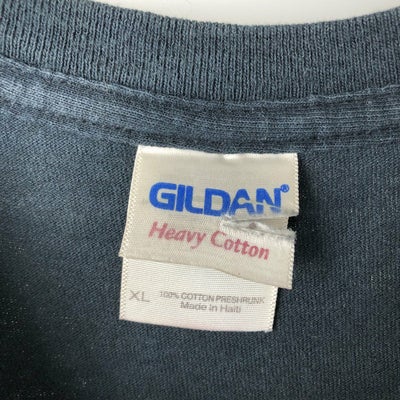 GILDAN®
Heavy Cotton
XL
100% COTTON PRESHRUNK
Made in Haiti